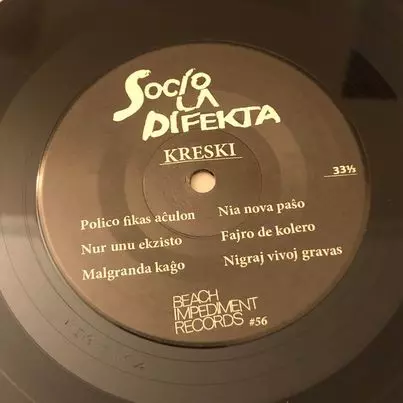 Socio
LA
DIFEKTA
KRESKI
33⅓
Polico fikas aĉulon
Nur unu ekzisto
Malgranda kaĝo
Nia nova paŝo
Fajro de kolero
Nigraj vivoj gravas
BEACH
IMPEDIMENT
RECORDS #56